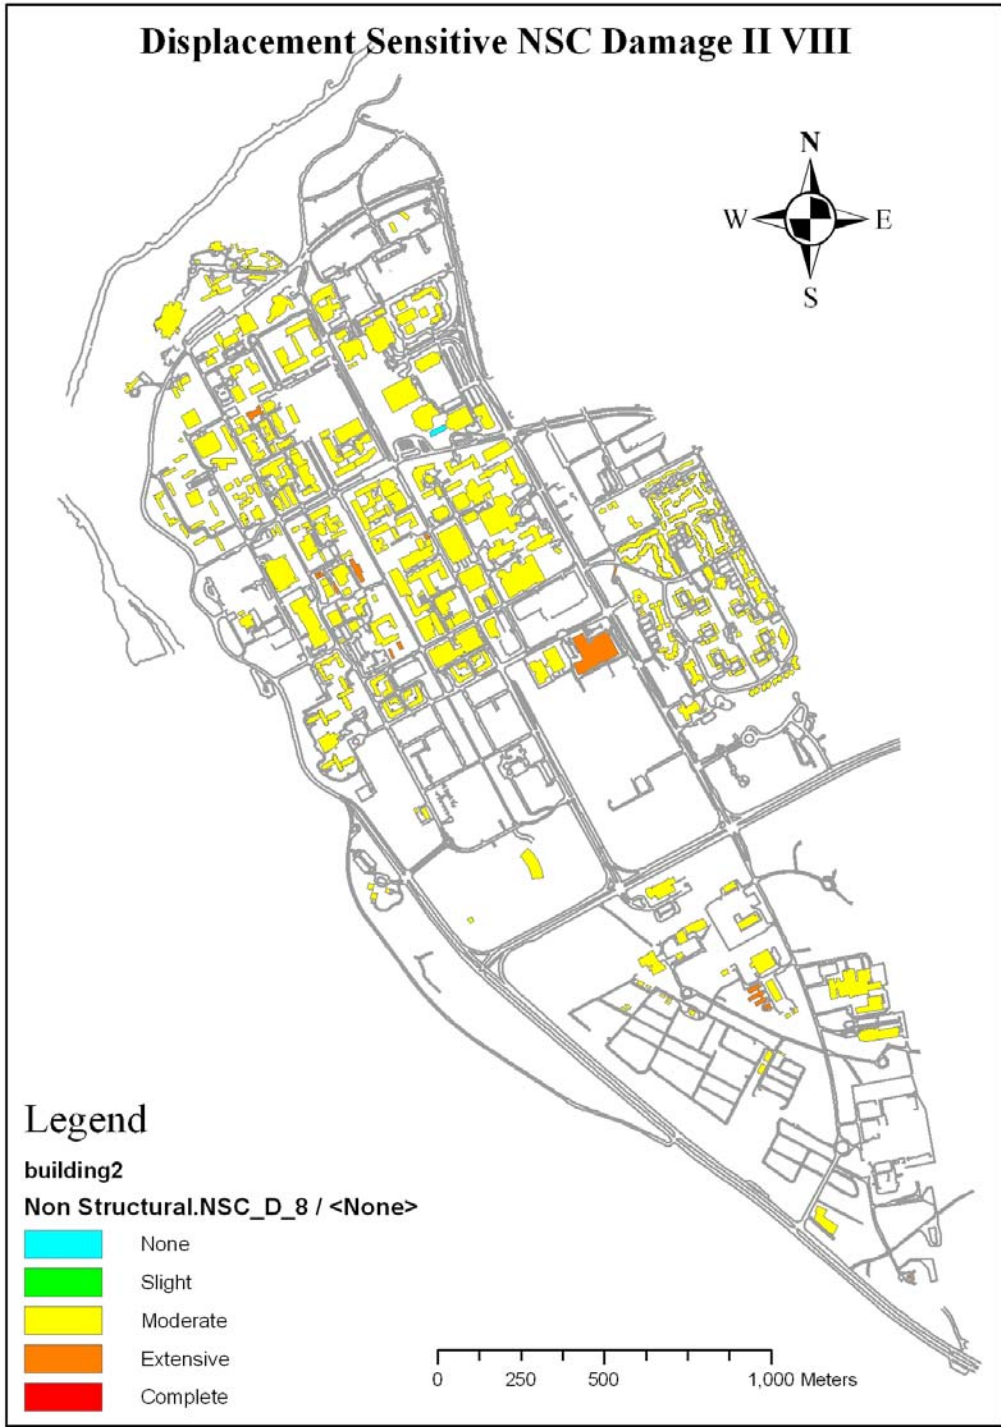 Displacement Sensitive NSC Damage II VIII
N
W E
S
Legend
building2
Non Structural.NSC_D_8 / <None>
None
Slight
Moderate
Extensive
Complete
0 250 500 1,000 Meters